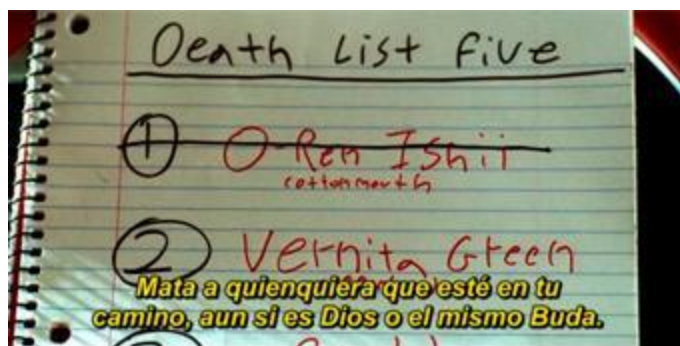 Death List Five
1 O-Ren Ishii
cottonmouth
2 Vernita Green
Mata a quienquiera que esté en tu
camino, aun si es Dios o el mismo Buda.